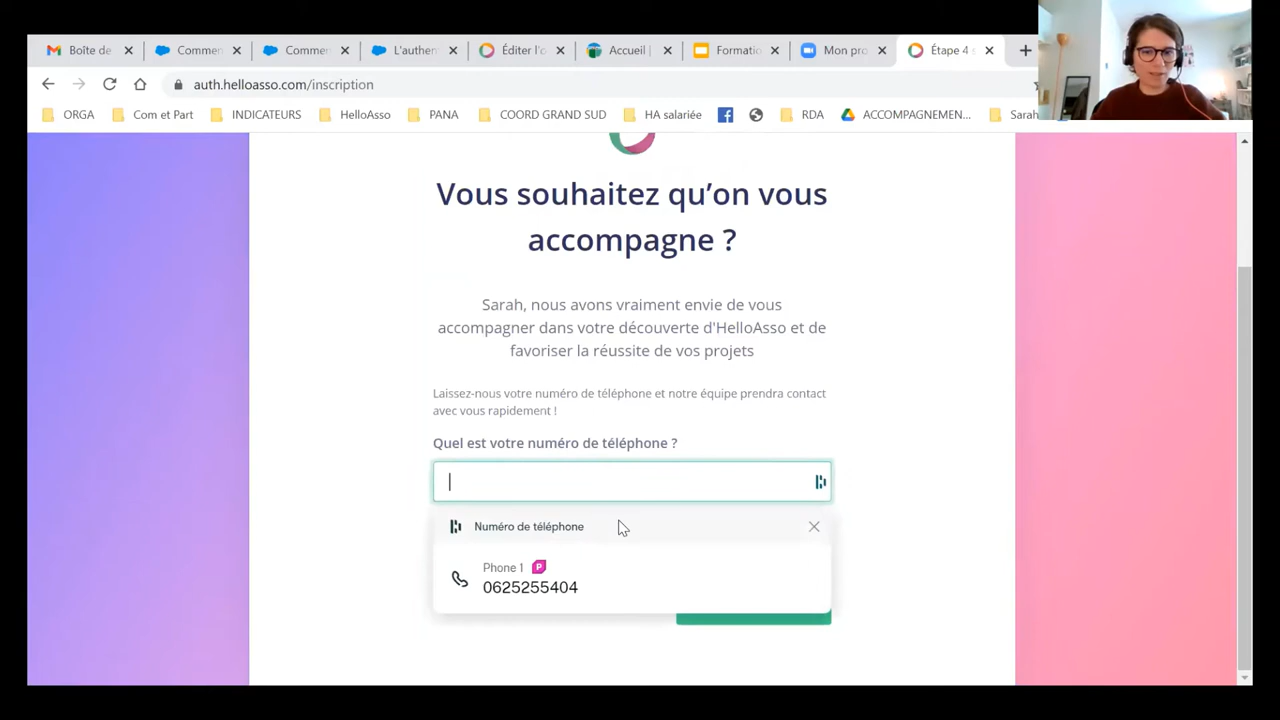 Boîte de
Commen
Commen
L'authen
Éditer l'o
Accueil |
Formatio
Mon pro
Étape 4 s
auth.helloasso.com/inscription
ORGA
Com et Part
INDICATEURS
HelloAsso
PANA
COORD GRAND SUD
HA salariée
RDA
ACCOMPAGNEMEN...
Sarah
Vous souhaitez qu’on vous
accompagne ?
Sarah, nous avons vraiment envie de vous
accompagner dans votre découverte d'HelloAsso et de
favoriser la réussite de vos projets
Laissez-nous votre numéro de téléphone et notre équipe prendra contact
avec vous rapidement !
Quel est votre numéro de téléphone ?
Numéro de téléphone
Phone 1 P
0625255404